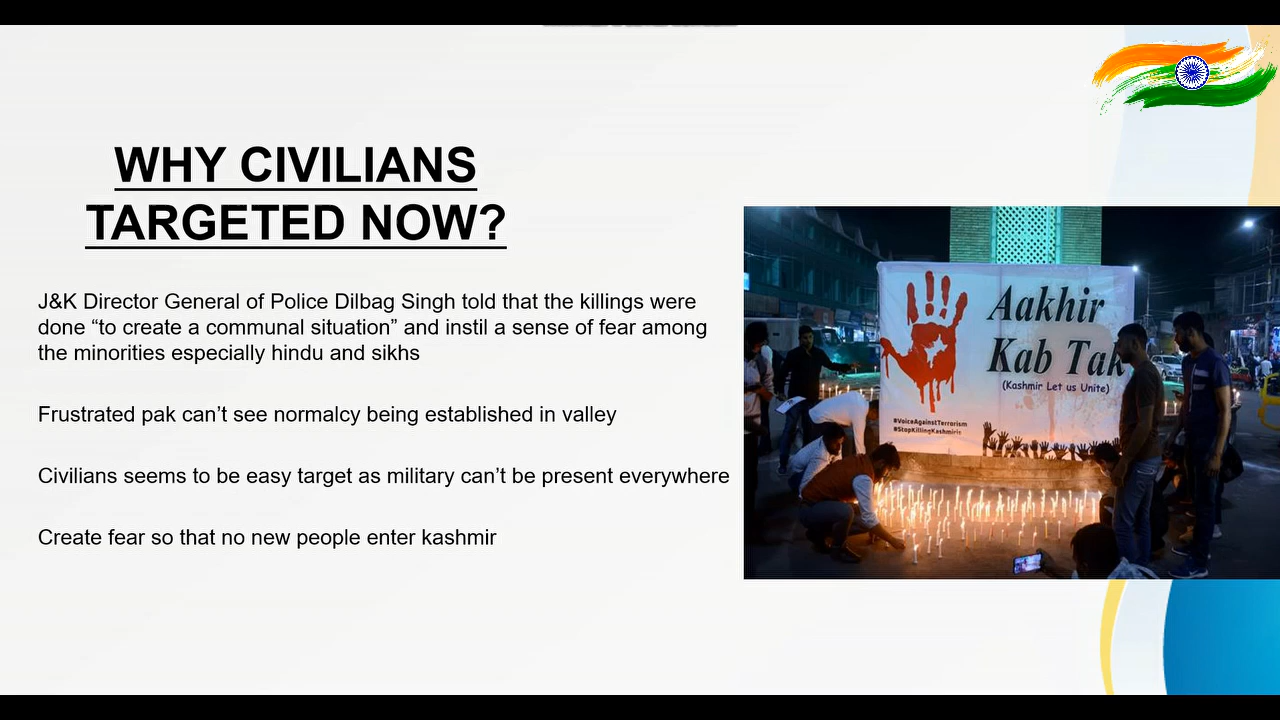 WHY CIVILIANS
TARGETED NOW?
J&K Director General of Police Dilbag Singh told that the killings were
done “to create a communal situation” and instil a sense of fear among
the minorities especially hindu and sikhs
Frustrated pak can’t see normalcy being established in valley
Civilians seems to be easy target as military can’t be present everywhere
Create fear so that no new people enter kashmir
Aakhir
Kab Tak
(Kashmir Let us Unite)
#VoiceAgainstTerrorism
#StopKillingKashmiris